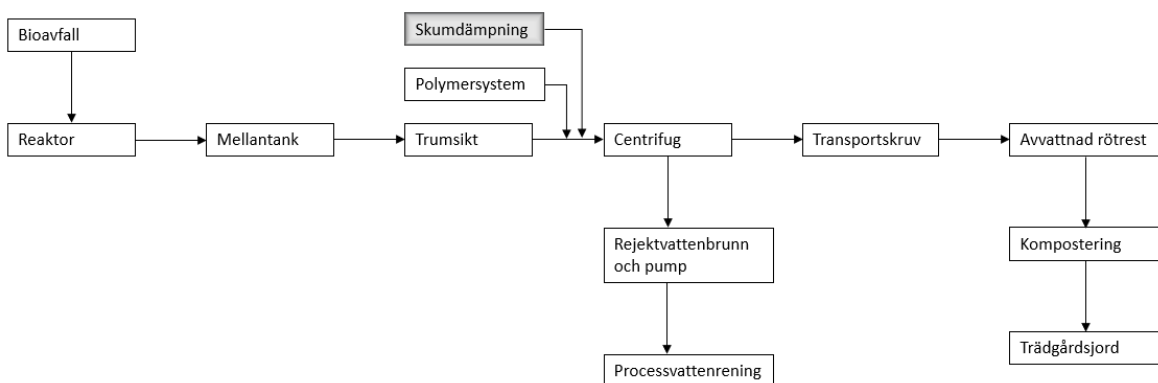 Skumdämpning
Bioavfall
Polymersystem
Reaktor
Mellantank
Trumsikt
Centrifug
Transportskruv
Avvattnad rötrest
Rejektvattenbrunn
och pump
Kompostering
Trädgårdsjord
Processvattenrening